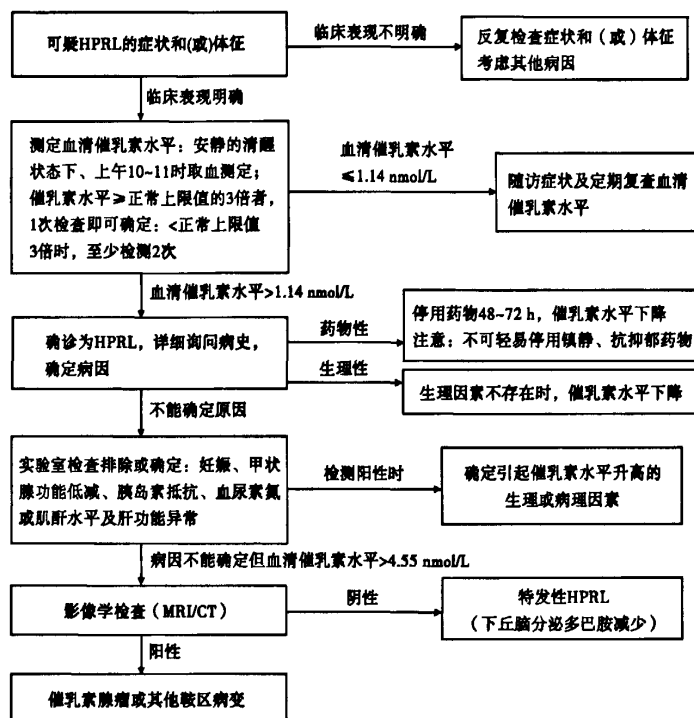 可疑HPRL的症状和(或)体征
临床表现不明确
反复检查症状和（或）体征
考虑其他病因
临床表现明确
测定血清催乳素水平：安静的清醒
状态下、上午10~11时取血测定；
催乳素水平≥正常上限值的3倍者，
1次检查即可确定：<正常上限值
3倍时，至少检测2次
血清催乳素水平
≤1.14 nmol/L
随访症状及定期复查血清
催乳素水平
血清催乳素水平>1.14 nmol/L
确诊为HPRL，详细询问病史，
确定病因
药物性
停用药物48~72 h，催乳素水平下降
注意：不可轻易停用镇静、抗抑郁药物
生理性
生理因素不存在时，催乳素水平下降
不能确定原因
实验室检查排除或确定：妊娠、甲状
腺功能低减、胰岛素抵抗、血尿素氮
或肌酐水平及肝功能异常
检测阳性时
确定引起催乳素水平升高的
生理或病理因素
病因不能确定但血清催乳素水平>4.55 nmol/L
影像学检查（MRI/CT）
阴性
特发性HPRL
（下丘脑分泌多巴胺减少）
阳性
催乳素腺瘤或其他鞍区病变